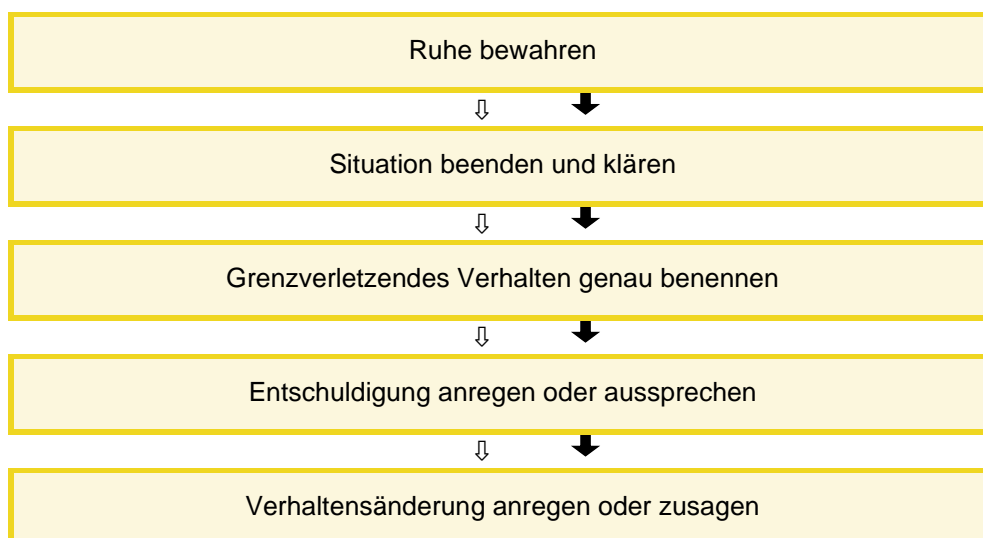 Ruhe bewahren
⇩
Situation beenden und klären
⇩
Grenzverletzendes Verhalten genau benennen
⇩
Entschuldigung anregen oder aussprechen
⇩
Verhaltensänderung anregen oder zusagen